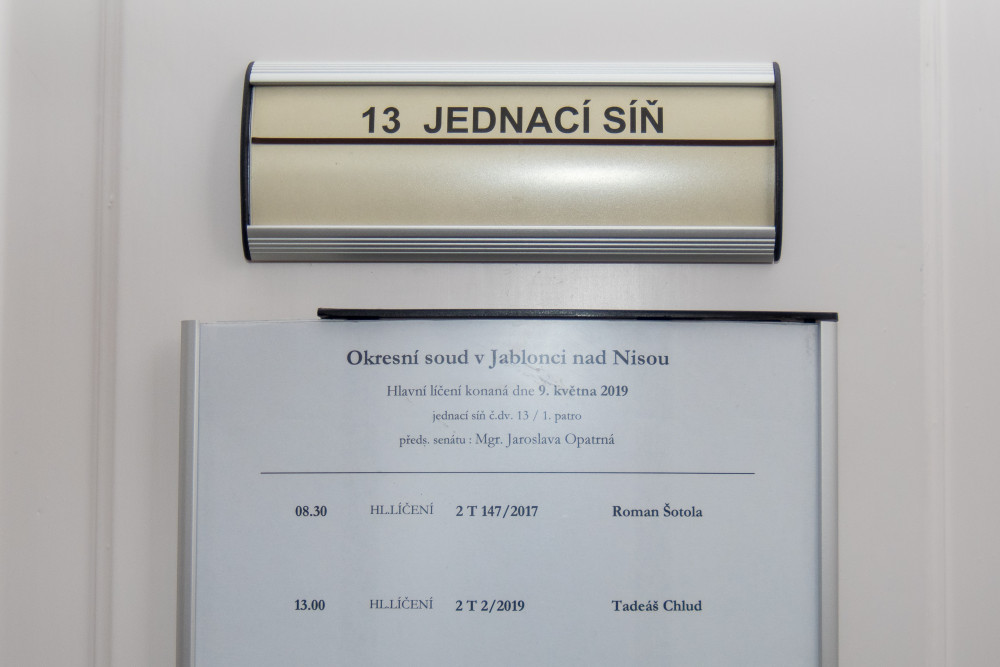 13 JEDNACÍ SÍŇ
Okresní soud v Jablonci nad Nisou
Hlavní líčení konaná dne 9. května 2019
jednací síň č.dv. 13 / 1. patro
předs. senátu : Mgr. Jaroslava Opatrná
08.30 HL.LÍČENÍ 2 T 147/2017 Roman Šotola
13.00 HL.LÍČENÍ 2 T 2/2019 Tadeáš Chlud